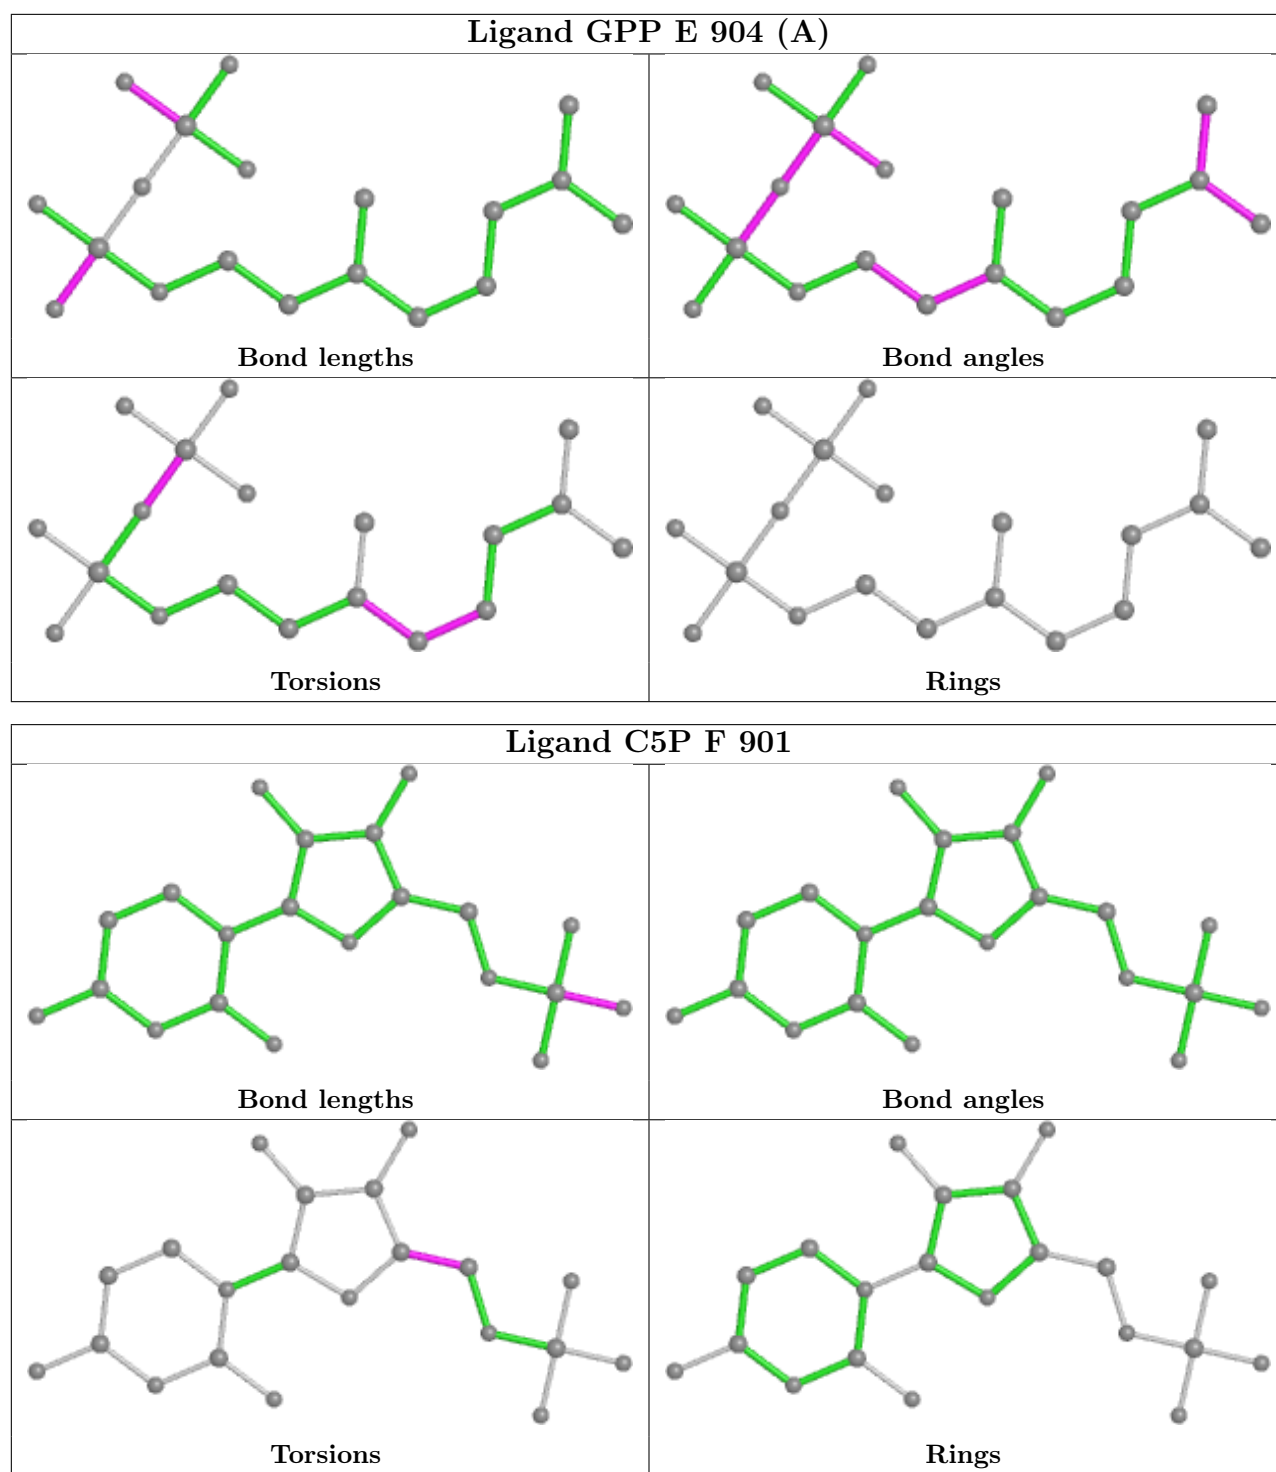 Ligand GPP E 904 (A)
Bond lengths
Bond angles
Torsions
Rings
Ligand C5P F 901
Bond lengths
Bond angles
Torsions
Rings